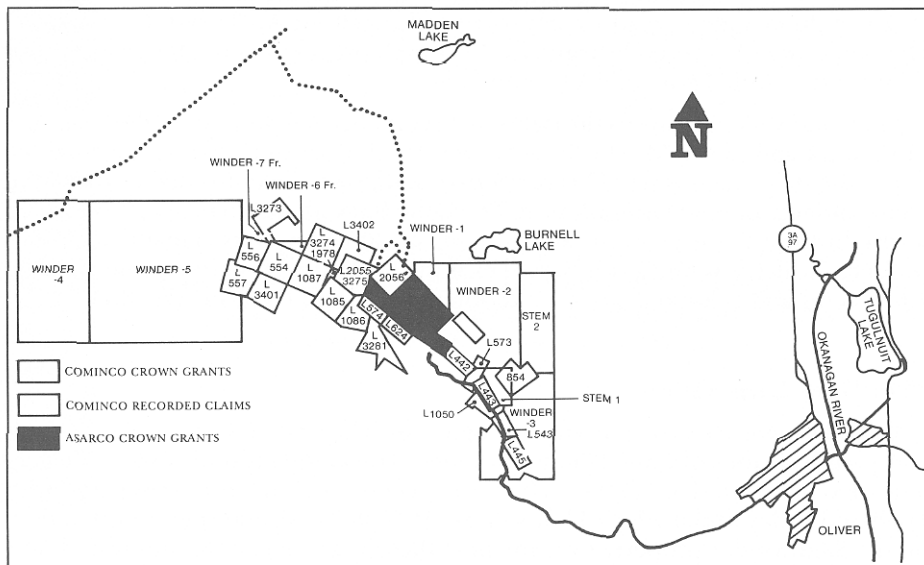 MADDEN
LAKE
N
WINDER -7 Fr.
WINDER -6 Fr.
L3273
L3402
WINDER -1
BURNELL
LAKE
3A
97
L
3274
1978
L
556
L
554
L
1087
L2055
3275
L
2056
WINDER
-4
WINDER -5
L
557
L
3401
L
1085
L
1086
L574
L624
L
3281
WINDER -2
STEM
2
TUGULNUIT
LAKE
OKANAGAN RIVER
L442
L573
854
L443
STEM 1
L1050
WINDER
-3
L543
L445
COMINCO CROWN GRANTS
COMINCO RECORDED CLAIMS
ASARCO CROWN GRANTS
OLIVER